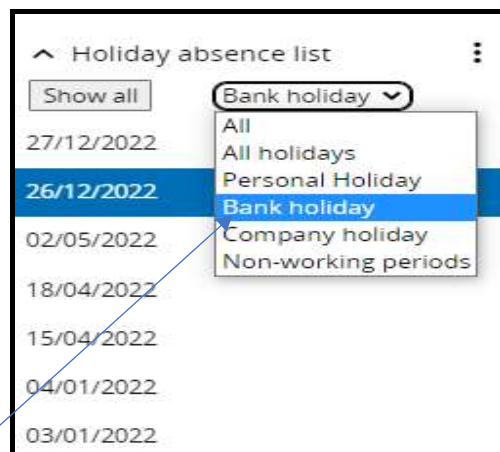 Holiday absence list
Show all Bank holiday
All
27/12/2022
All holidays
Personal Holiday
26/12/2022
Bank holiday
02/05/2022
Company holiday
Non-working periods
18/04/2022
15/04/2022
04/01/2022
03/01/2022